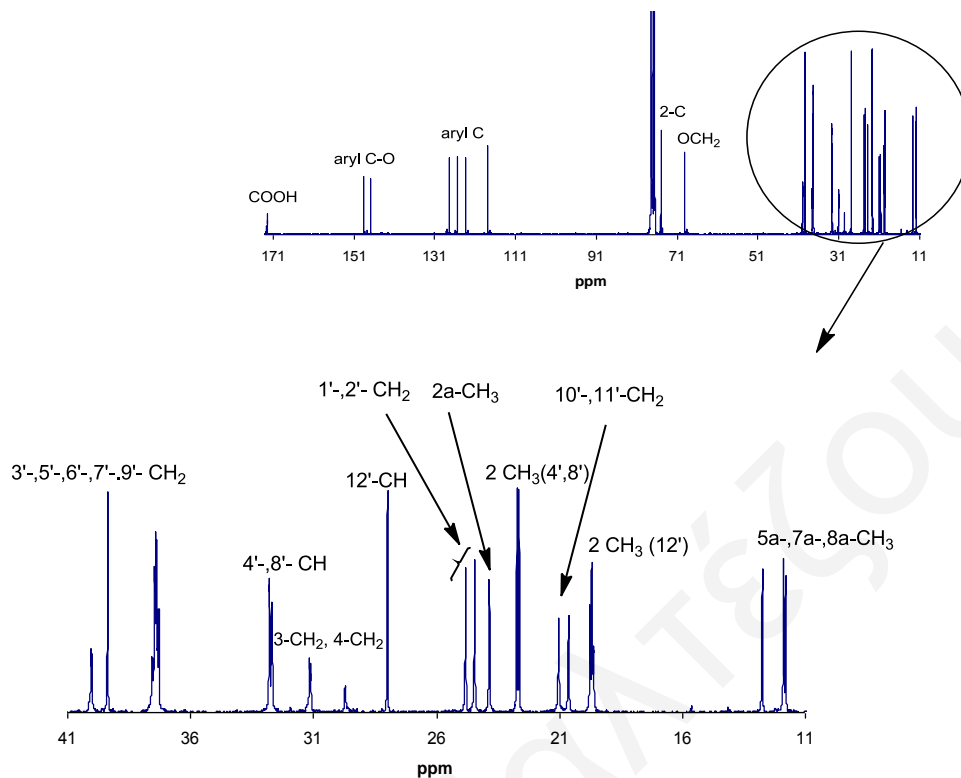 COOH
aryl C-O
aryl C
2-C
OCH₂
171 151 131 111 91 71 51 31 11
ppm
1'-,2'- CH₂
2a-CH₃
10'-,11'-CH₂
3'-,5'-,6'-,7'-.9'- CH₂
12'-CH
2 CH₃(4',8')
4'-,8'- CH
2 CH₃ (12')
5a-,7a-,8a-CH₃
3-CH₂, 4-CH₂
41 36 31 26 21 16 11
ppm
αλτέζου